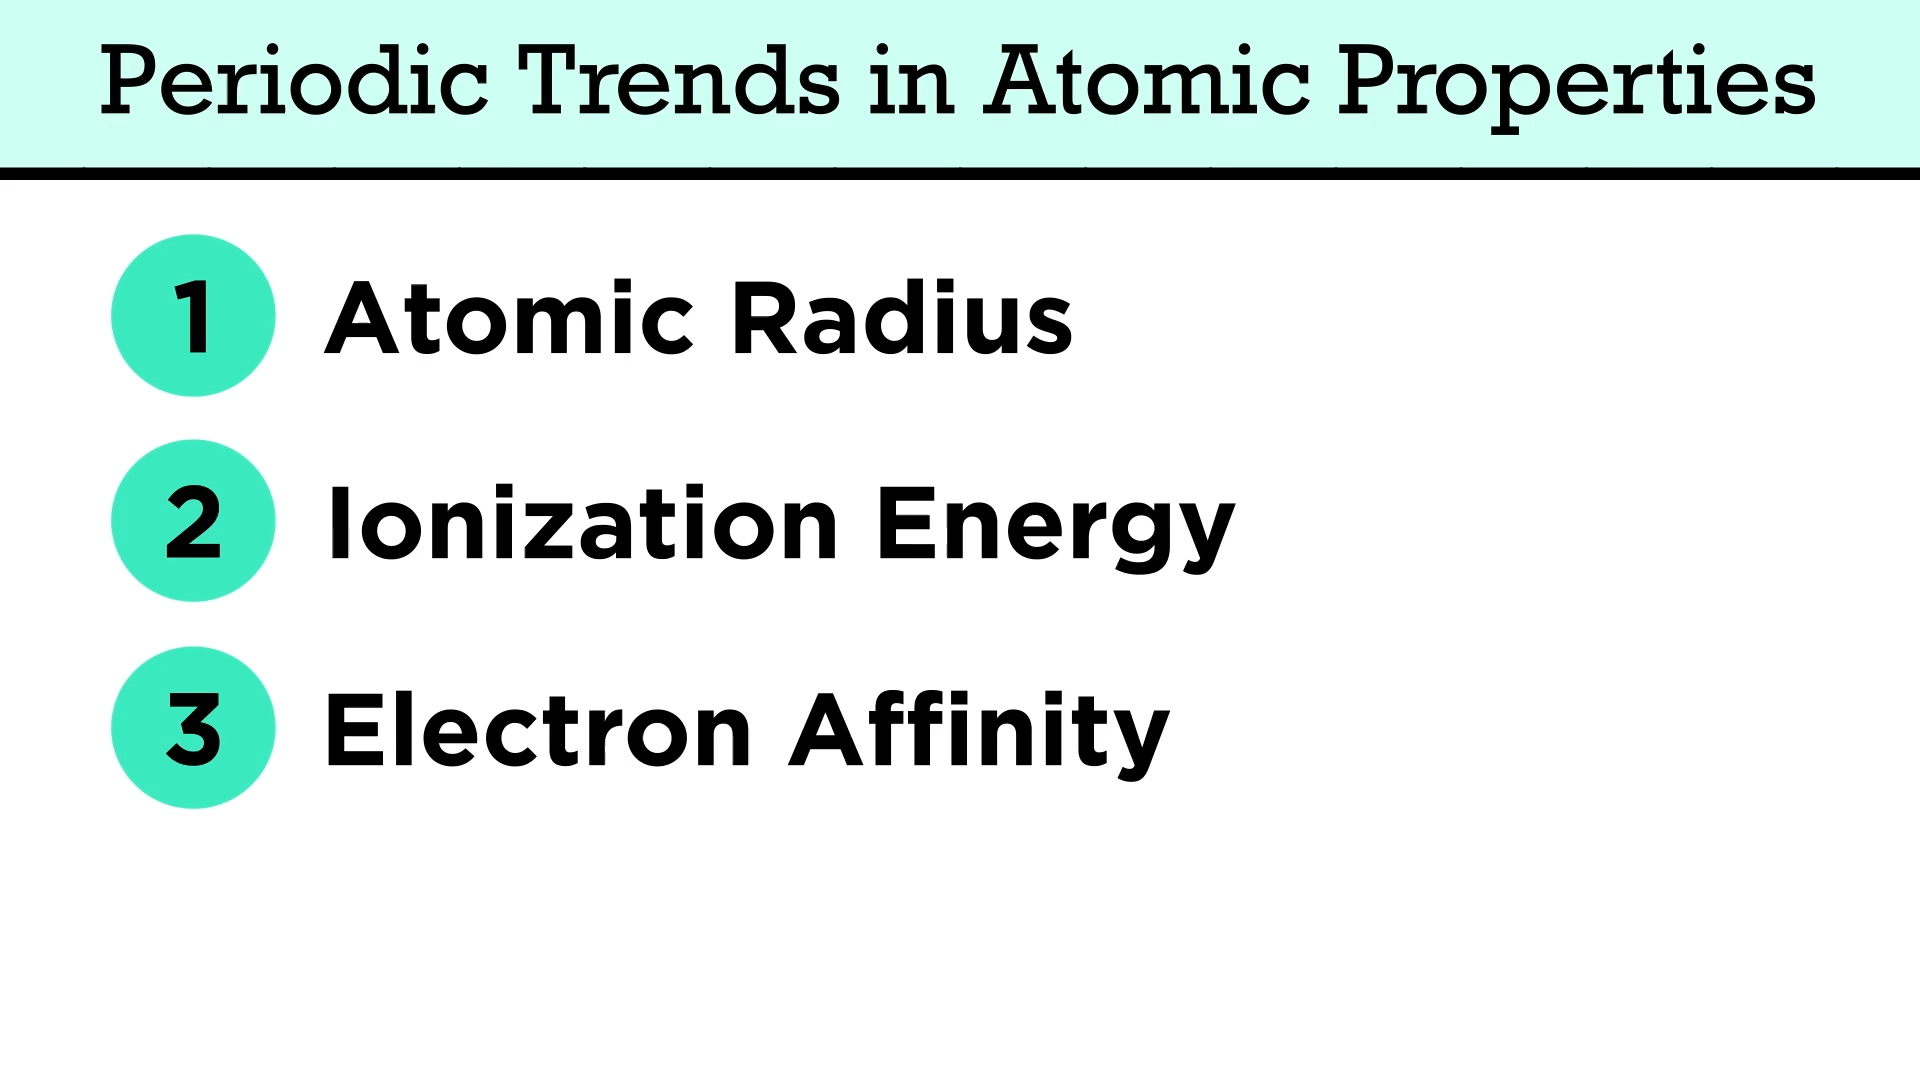 Periodic Trends in Atomic Properties
1 Atomic Radius
2 Ionization Energy
3 Electron Affinity